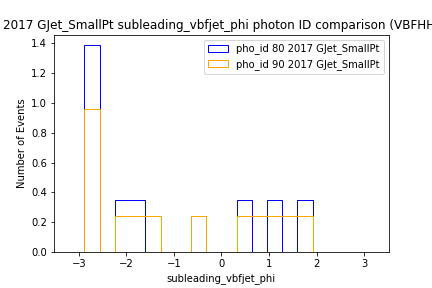 2017 GJet_SmallPt subleading_vbfjet_phi photon ID comparison (VBFHH
pho_id 80 2017 GJet_SmallPt
pho_id 90 2017 GJet_SmallPt
Number of Events
1.4
1.2
1.0
0.8
0.6
0.4
0.2
0.0
−3 −2 −1 0 1 2 3
subleading_vbfjet_phi